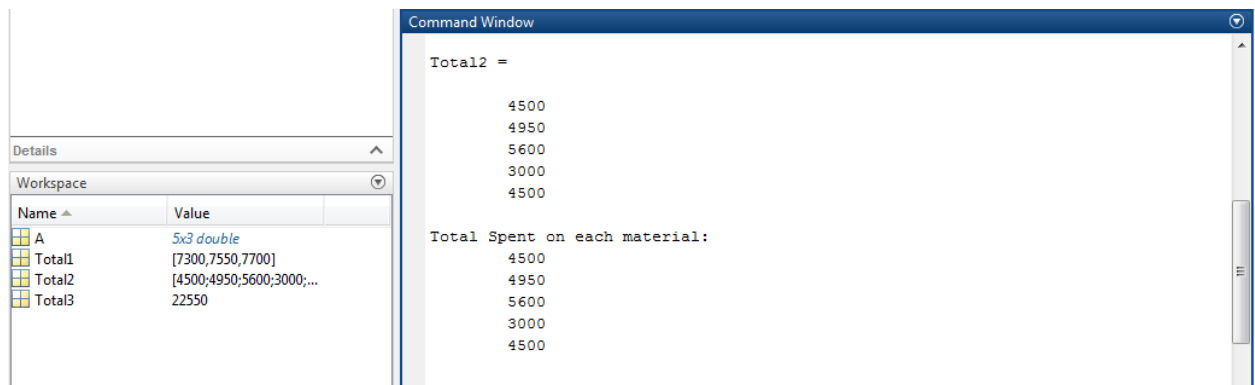 Details
Workspace
Name Value
A 5x3 double
Total1 [7300,7550,7700]
Total2 [4500;4950;5600;3000;...
Total3 22550
Command Window
Total2 =
4500
4950
5600
3000
4500
Total Spent on each material:
4500
4950
5600
3000
4500